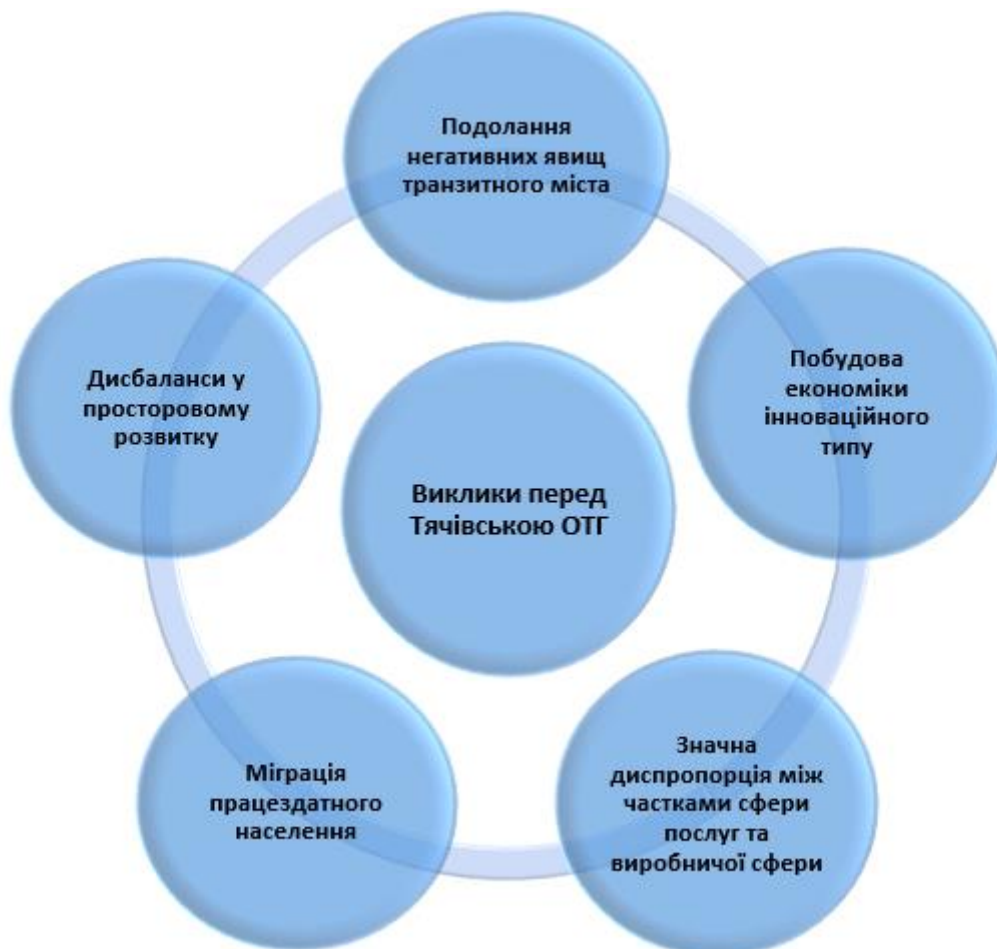 Подолання
негативних явищ
транзитного міста
Побудова
економіки
інноваційного
типу
Дисбаланси у
просторовому
розвитку
Виклики перед
Тячівською ОТГ
Значна
диспропорція між
частками сфери
послуг та
виробничої сфери
Міграція
працездатного
населення